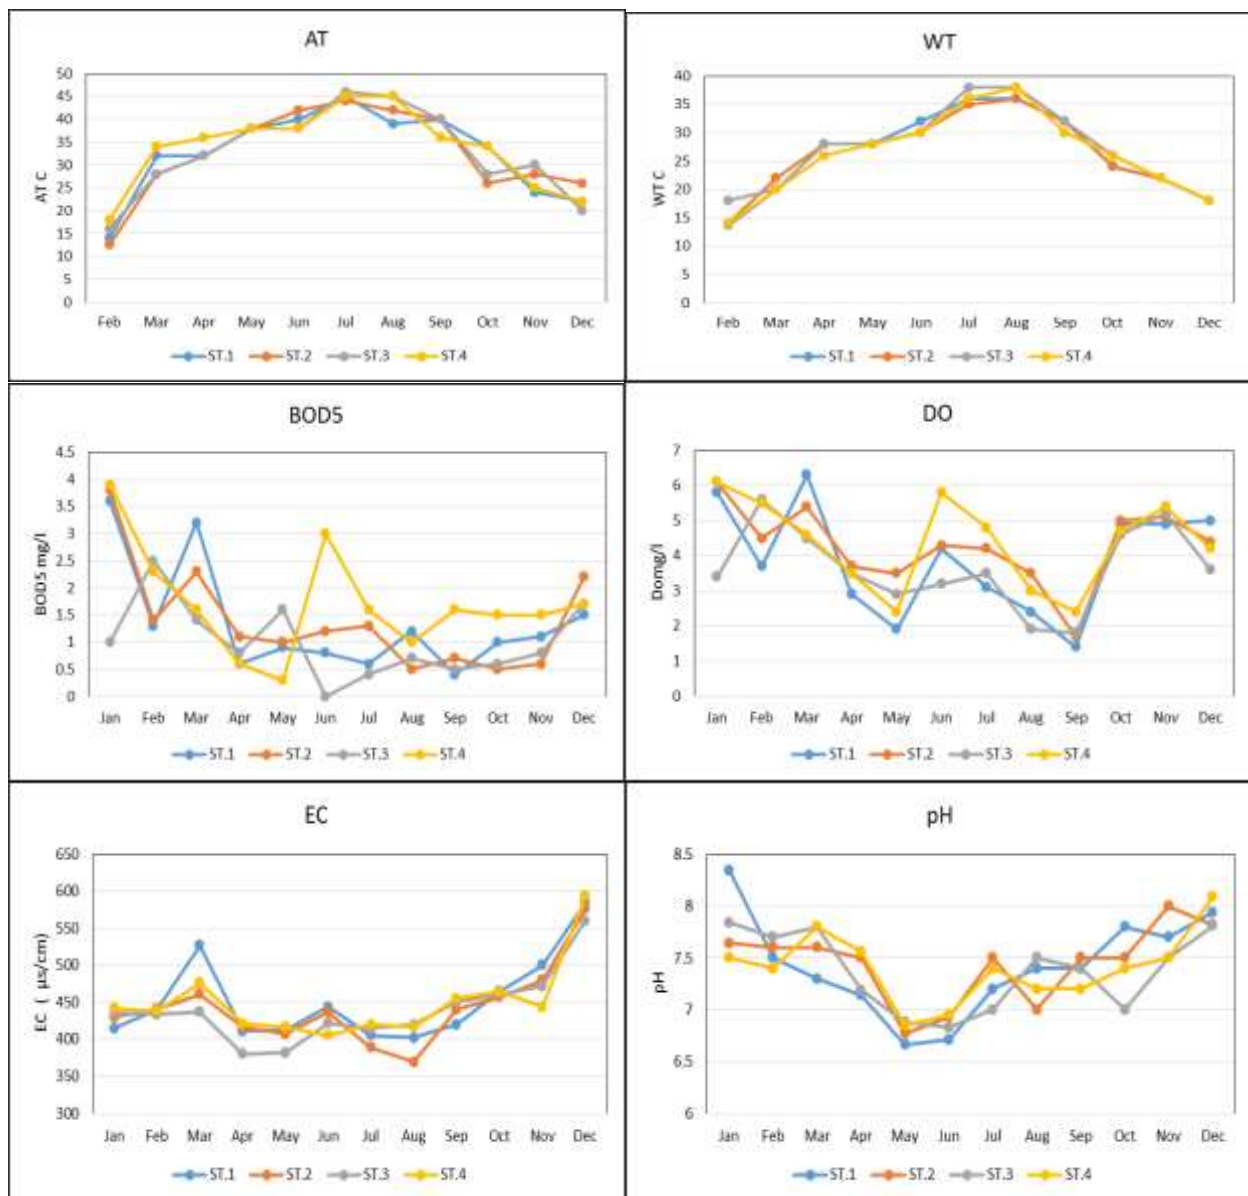 AT
50
45
40
35
30
25
20
15
10
5
0
AT C
Feb Mar Apr May Jun Jul Aug Sep Oct Nov Dec
ST.1 ST.2 ST.3 ST.4
WT
40
35
30
25
20
15
10
5
0
WT C
Feb Mar Apr May Jun Jul Aug Sep Oct Nov Dec
ST.1 ST.2 ST.3 ST.4
BOD5
4.5
4
3.5
3
2.5
2
1.5
1
0.5
0
BOD5 mg/l
Jan Feb Mar Apr May Jun Jul Aug Sep Oct Nov Dec
ST.1 ST.2 ST.3 ST.4
DO
7
6
5
4
3
2
1
0
Domg/l
Jan Feb Mar Apr May Jun Jul Aug Sep Oct Nov Dec
ST.1 ST.2 ST.3 ST.4
EC
650
600
550
500
450
400
350
300
EC ( µs/cm)
Jan Feb Mar Apr May Jun Jul Aug Sep Oct Nov Dec
ST.1 ST.2 ST.3 ST.4
pH
8.5
8
7.5
7
6.5
6
pH
Jan Feb Mar Apr May Jun Jul Aug Sep Oct Nov Dec
ST.1 ST.2 ST.3 ST.4